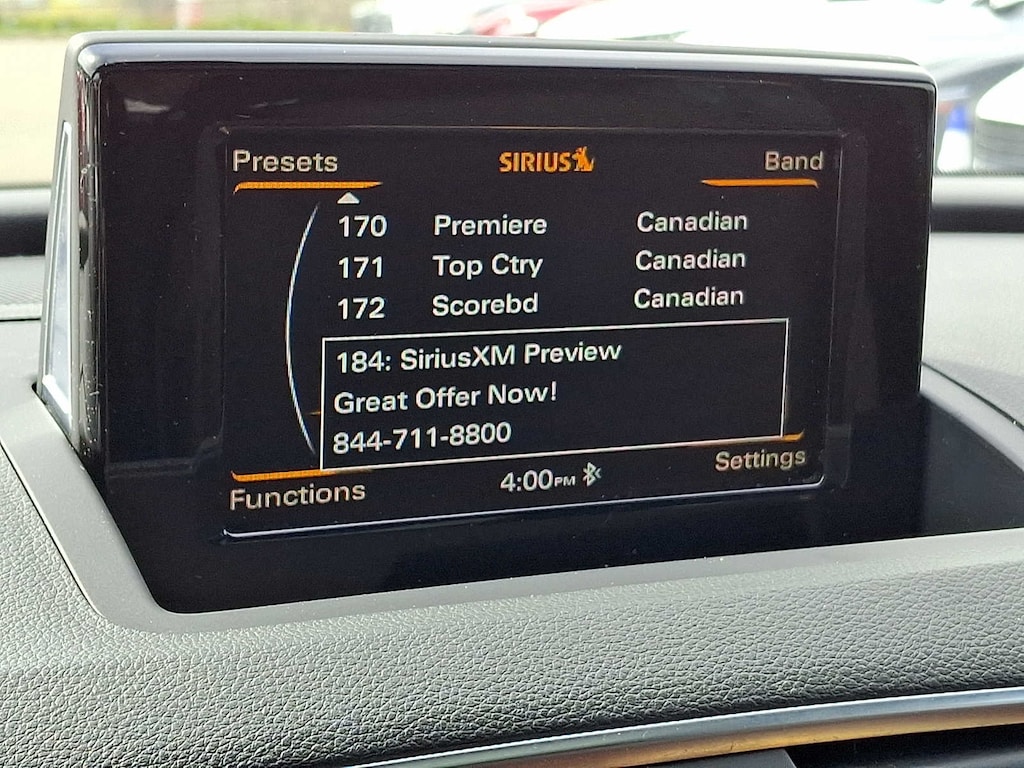 Presets SIRIUS Band
170 Premiere Canadian
171 Top Ctry Canadian
172 Scorebd Canadian
184: SiriusXM Preview
Great Offer Now!
844-711-8800
Functions 4:00PM Settings